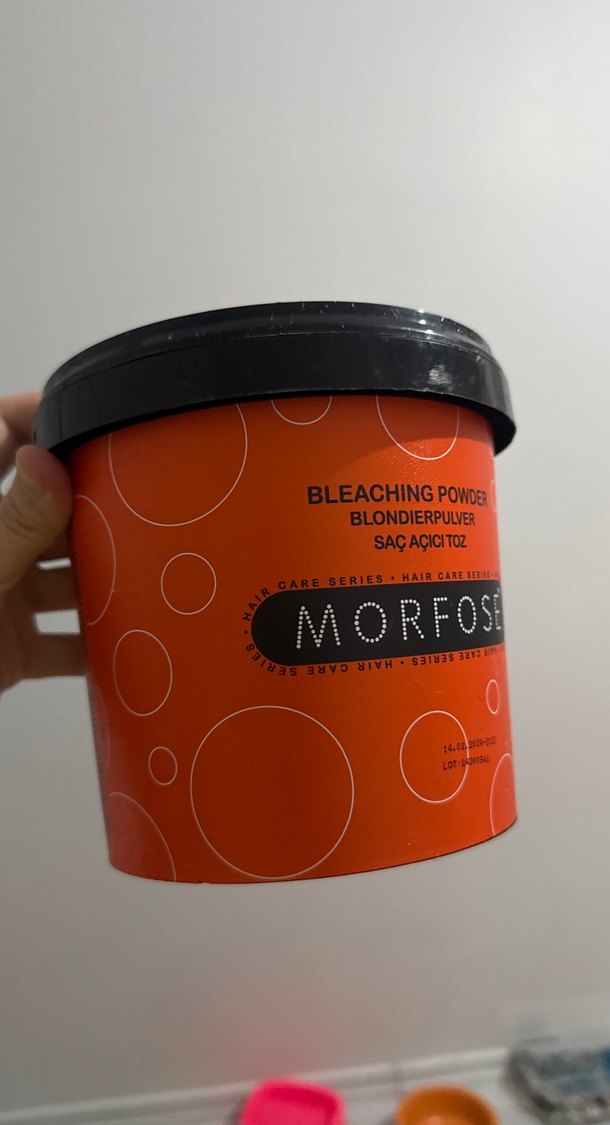 BLEACHING POWDER
BLONDIERPULVER
SAÇ AÇICI TOZ
HAIR CARE SERIES • HAIR CARE SERIES
MORFOSE
HAIR CARE SERIES • HAIR CARE SERIES
LOT: